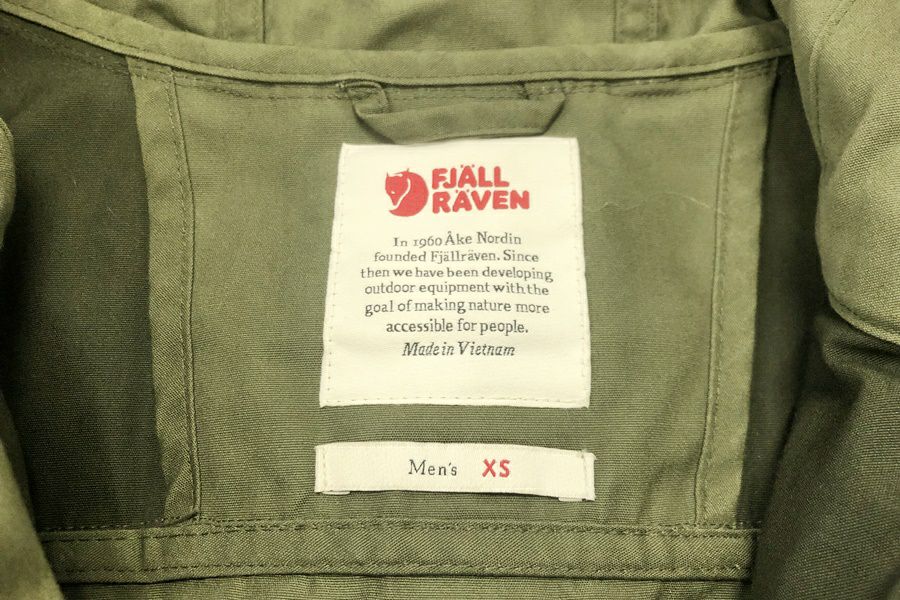 FJÄLL
RÄVEN
In 1960 Åke Nordin
founded Fjällräven. Since
then we have been developing
outdoor equipment with the
goal of making nature more
accessible for people.
Made in Vietnam
Men's XS